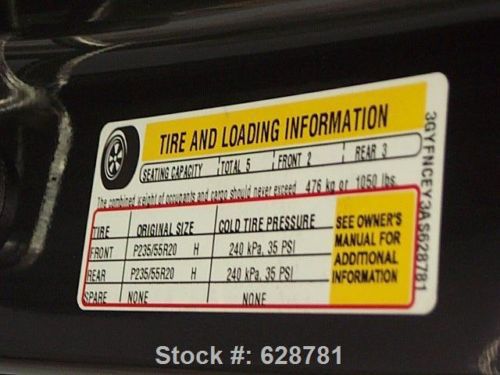 TIRE AND LOADING INFORMATION
SEATING CAPACITY TOTAL 5 FRONT 2 REAR 3
The combined weight of occupants and cargo should never exceed 476 kg or 1050 lbs
TIRE ORIGINAL SIZE COLD TIRE PRESSURE
FRONT P235/55R20 H 240 kPa, 35 PSI
REAR P235/55R20 H 240 kPa, 35 PSI
SPARE NONE NONE
SEE OWNER'S
MANUAL FOR
ADDITIONAL
INFORMATION
3GYFNCEY3AS628781
Stock #: 628781